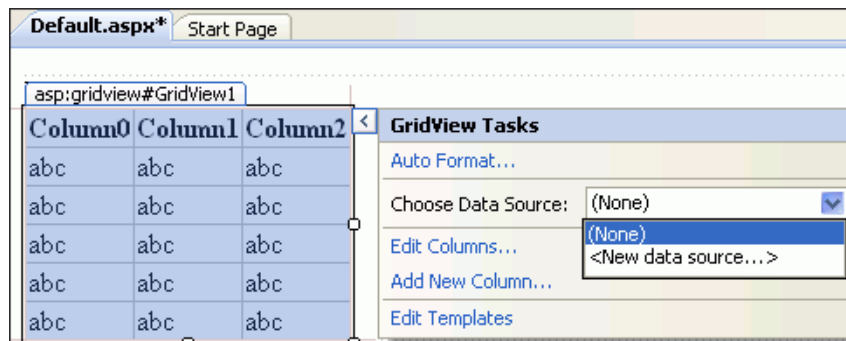 Default.aspx* Start Page
asp:gridview#GridView1
Column0 Column1 Column2
abc abc abc
abc abc abc
abc abc abc
abc abc abc
abc abc abc
< GridView Tasks
Auto Format...
Choose Data Source: (None)
(None)
<New data source...>
Edit Columns...
Add New Column...
Edit Templates